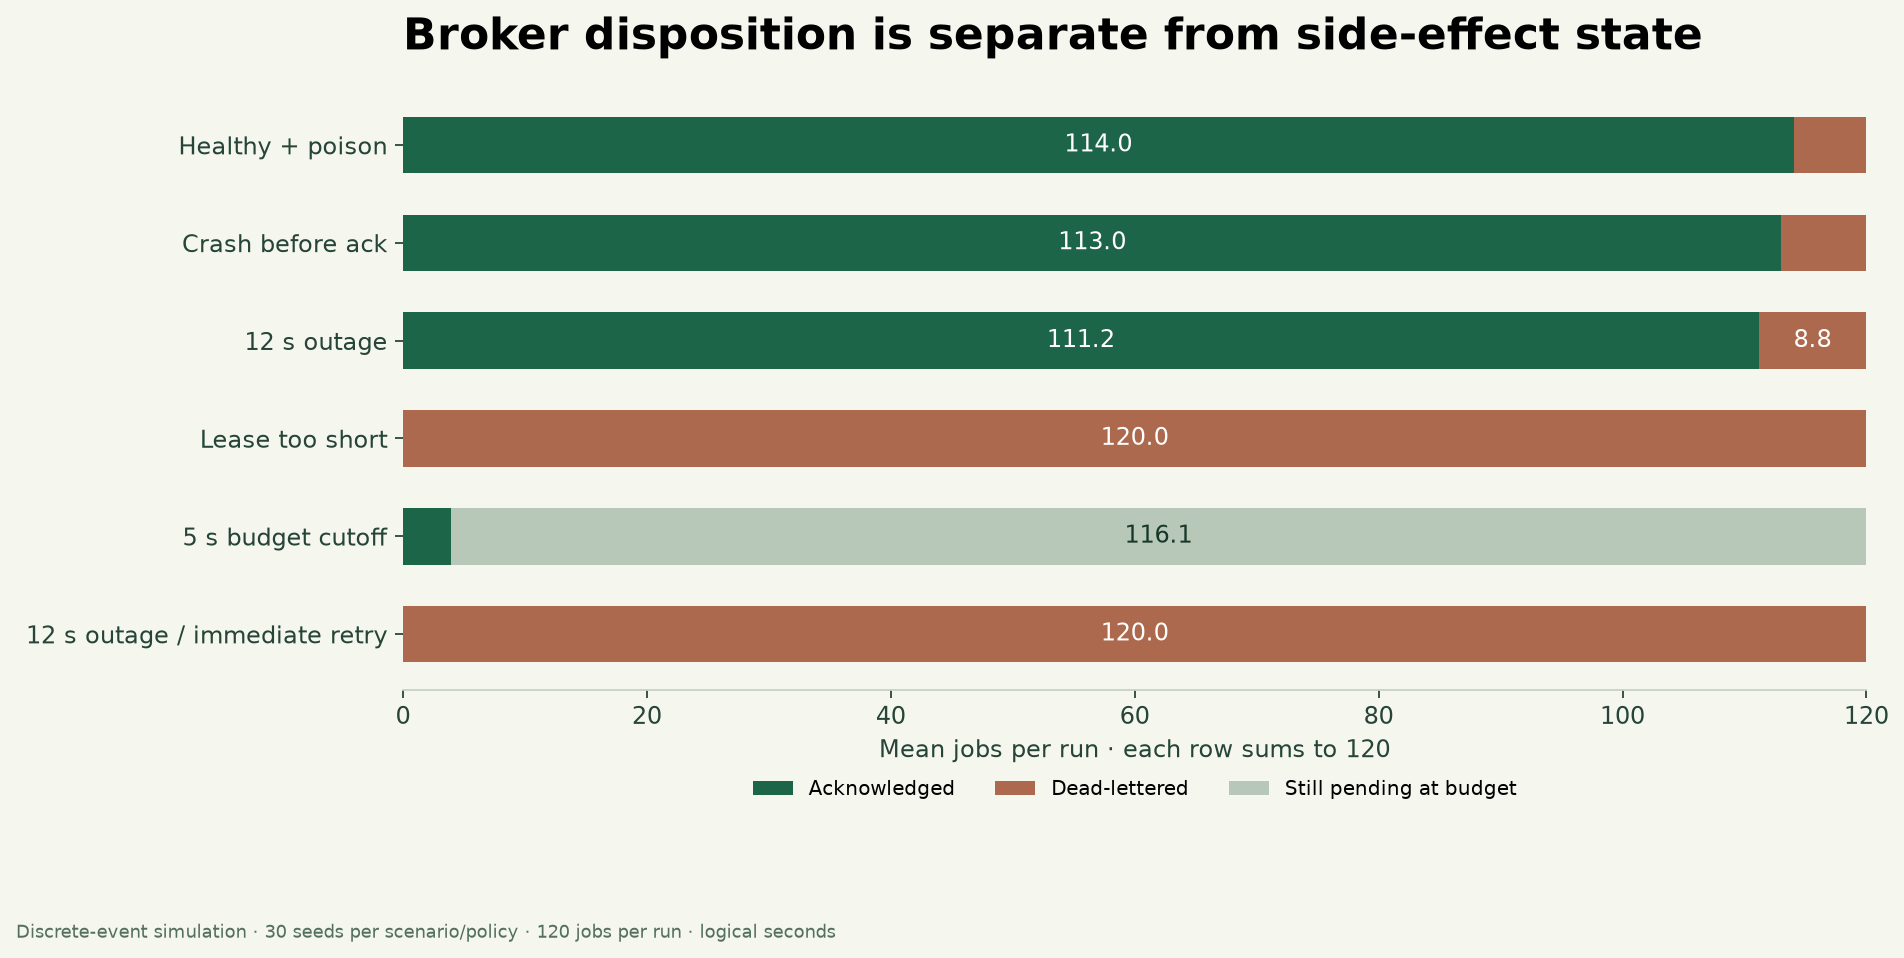 Broker disposition is separate from side-effect state
Healthy + poison
114.0
Crash before ack
113.0
12 s outage
111.2
8.8
Lease too short
120.0
5 s budget cutoff
116.1
12 s outage / immediate retry
120.0
0 20 40 60 80 100 120
Mean jobs per run · each row sums to 120
Acknowledged Dead-lettered Still pending at budget
Discrete-event simulation · 30 seeds per scenario/policy · 120 jobs per run · logical seconds